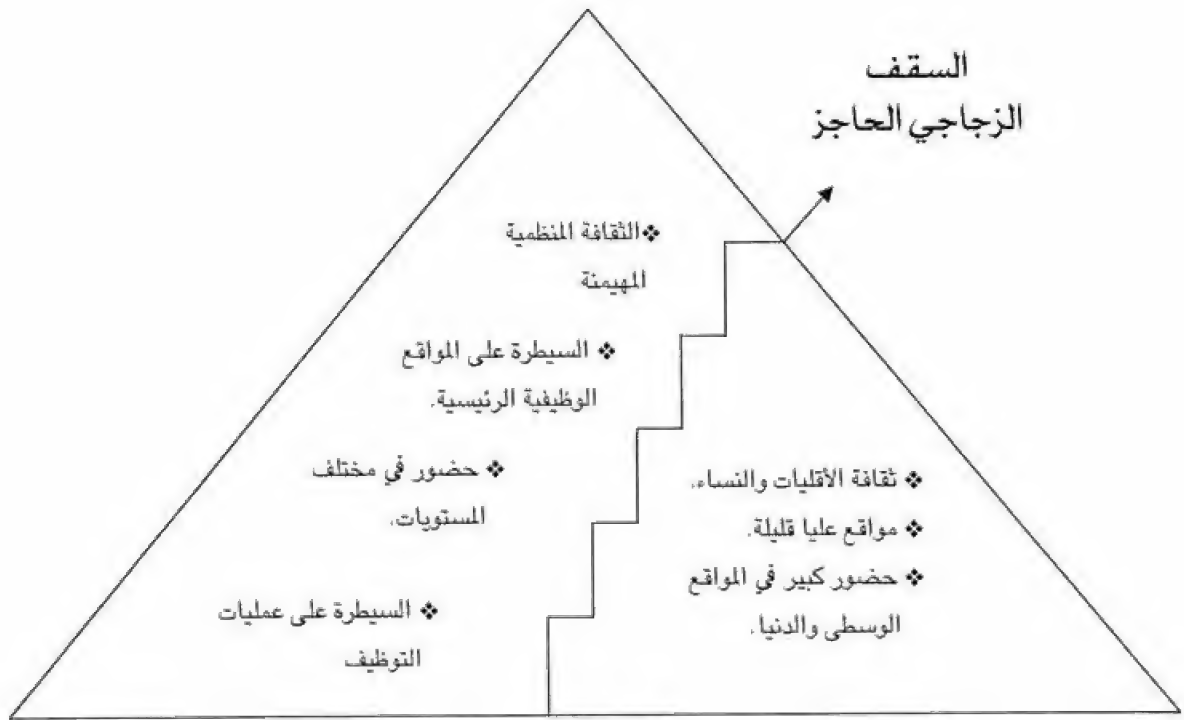 السقف
الزجاجي الحاجز
❖الثقافة المنظمية
المهيمنة
❖ السيطرة على المواقع
الوظيفية الرئيسية.
❖ حضور في مختلف
المستويات.
❖ السيطرة على عمليات
التوظيف
❖ ثقافة الأقليات والنساء.
❖ مواقع عليا قليلة.
❖ حضور كبير في المواقع
الوسطى والدنيا.